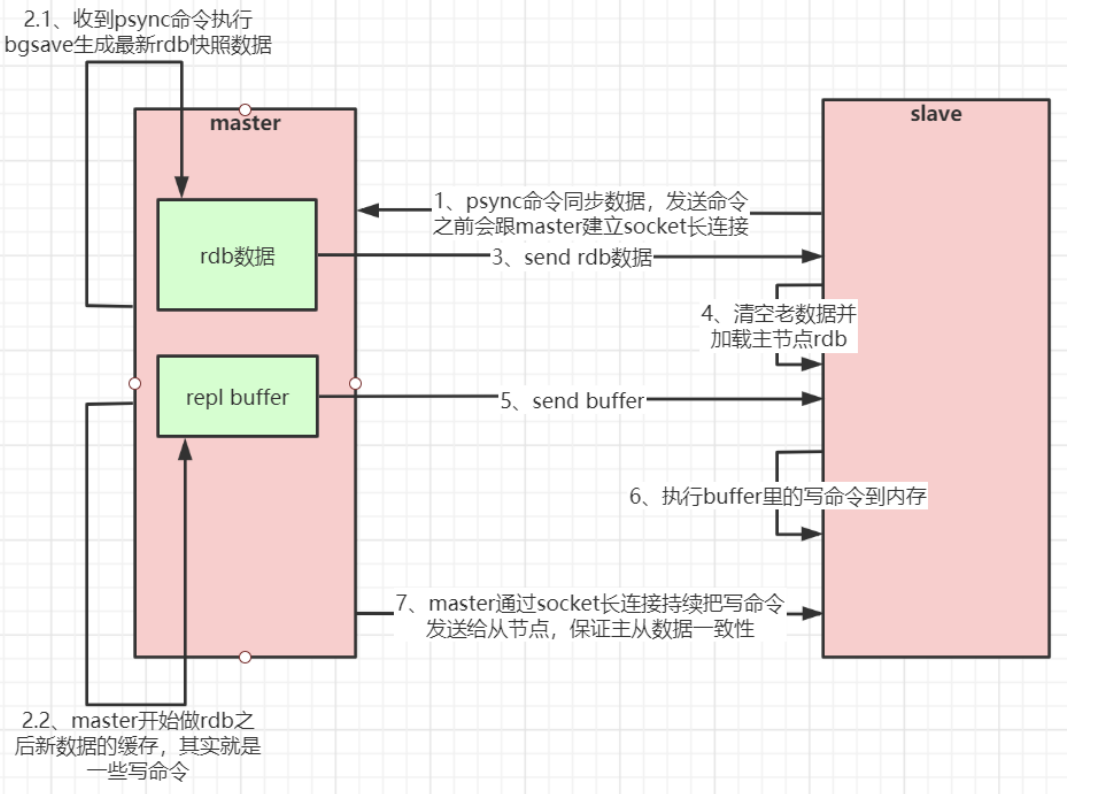 2.1、收到psync命令执行
bgsave生成最新rdb快照数据
master
slave
1、psync命令同步数据，发送命令
之前会跟master建立socket长连接
rdb数据
3、send rdb数据
4、清空老数据并
加载主节点rdb
repl buffer
5、send buffer
6、执行buffer里的写命令到内存
7、master通过socket长连接持续把写命令
发送给从节点，保证主从数据一致性
2.2、master开始做rdb之
后新数据的缓存，其实就是
一些写命令